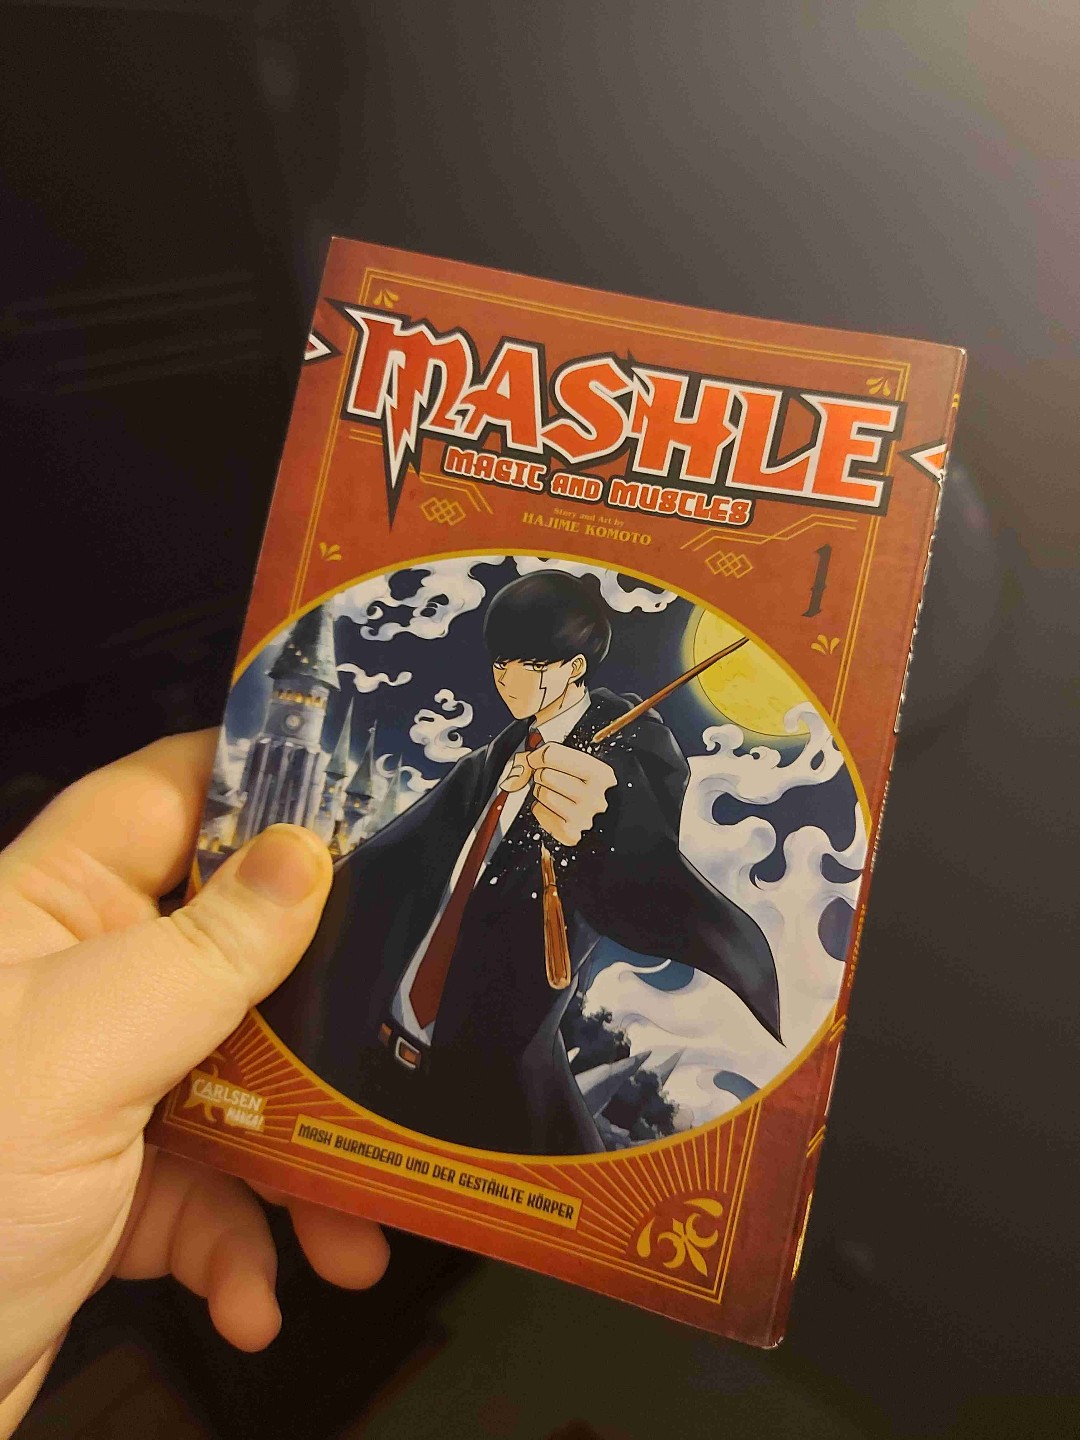 MASHLE
MAGIC AND MUSCLES
Story and Art by
HAJIME KOMOTO
1
CARLSEN
MANGA!
MASH BURNEDEAD UND DER GESTÄHLTE KÖRPER